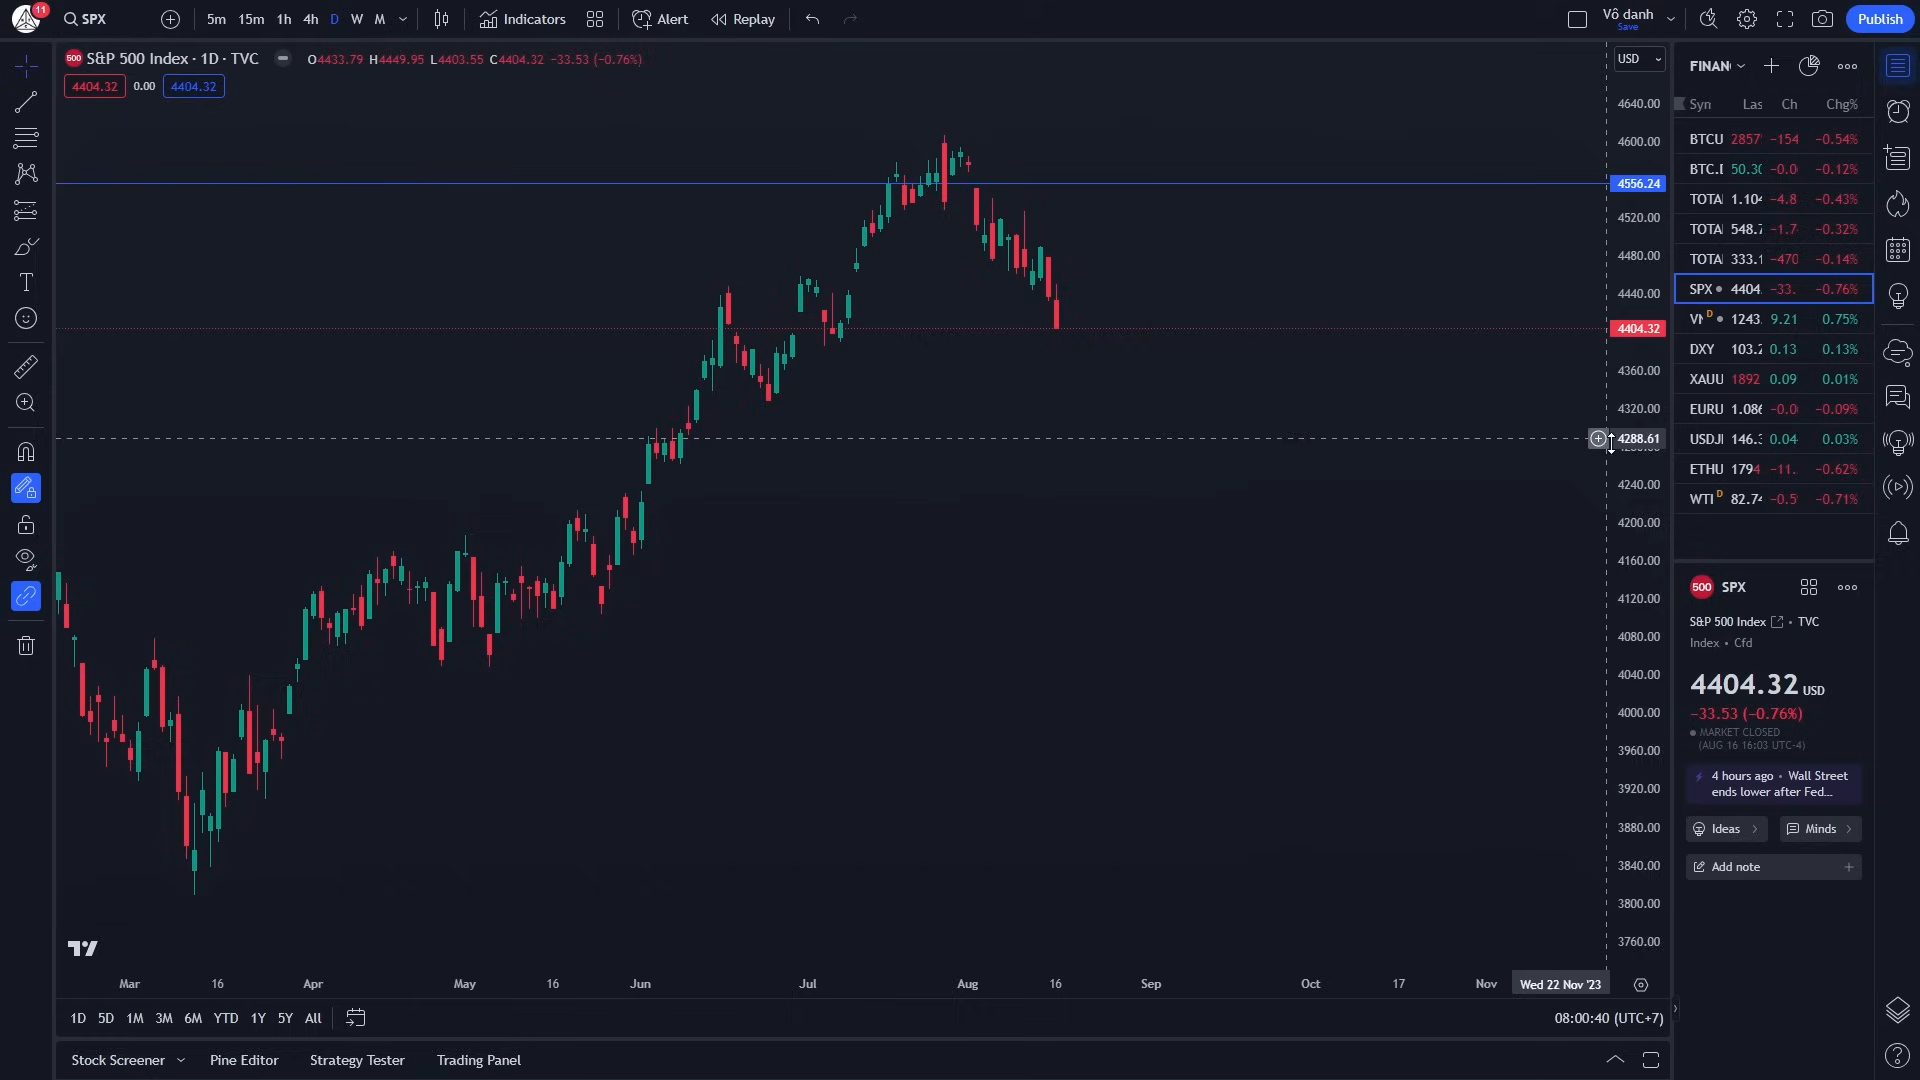 11
SPX
5m 15m 1h 4h D W M
Indicators
Alert
Replay
Vô danh
Save
Publish
500 S&P 500 Index · 1D · TVC
O4433.79 H4449.95 L4403.55 C4404.32 −33.53 (−0.76%)
4404.32 0.00 4404.32
USD
4640.00
4600.00
4556.24
4520.00
4480.00
4440.00
4404.32
4360.00
4320.00
4288.61
4240.00
4200.00
4160.00
4120.00
4080.00
4040.00
4000.00
3960.00
3920.00
3880.00
3840.00
3800.00
3760.00
Mar 16 Apr May 16 Jun Jul Aug 16 Sep Oct 17 Nov Wed 22 Nov '23
1D 5D 1M 3M 6M YTD 1Y 5Y All
08:00:40 (UTC+7)
Stock Screener Pine Editor Strategy Tester Trading Panel
FINAN
Syn Las Ch Chg%
BTCU 2857 −154 −0.54%
BTC.I 50.30 −0.0 −0.12%
TOTA 1.104 −4.8 −0.43%
TOTA 548.7 −1.7 −0.32%
TOTA 333.1 −470 −0.14%
SPX 4404. −33. −0.76%
VN D 1243. 9.21 0.75%
DXY 103.2 0.13 0.13%
XAUU 1892 0.09 0.01%
EURU 1.086 −0.0 −0.09%
USDJI 146.3 0.04 0.03%
ETHU 1794 −11. −0.62%
WTI D 82.74 −0.5 −0.71%
500 SPX
S&P 500 Index • TVC
Index • Cfd
4404.32 USD
−33.53 (−0.76%)
MARKET CLOSED
(AUG 16 16:03 UTC-4)
4 hours ago • Wall Street
ends lower after Fed...
Ideas Minds
Add note